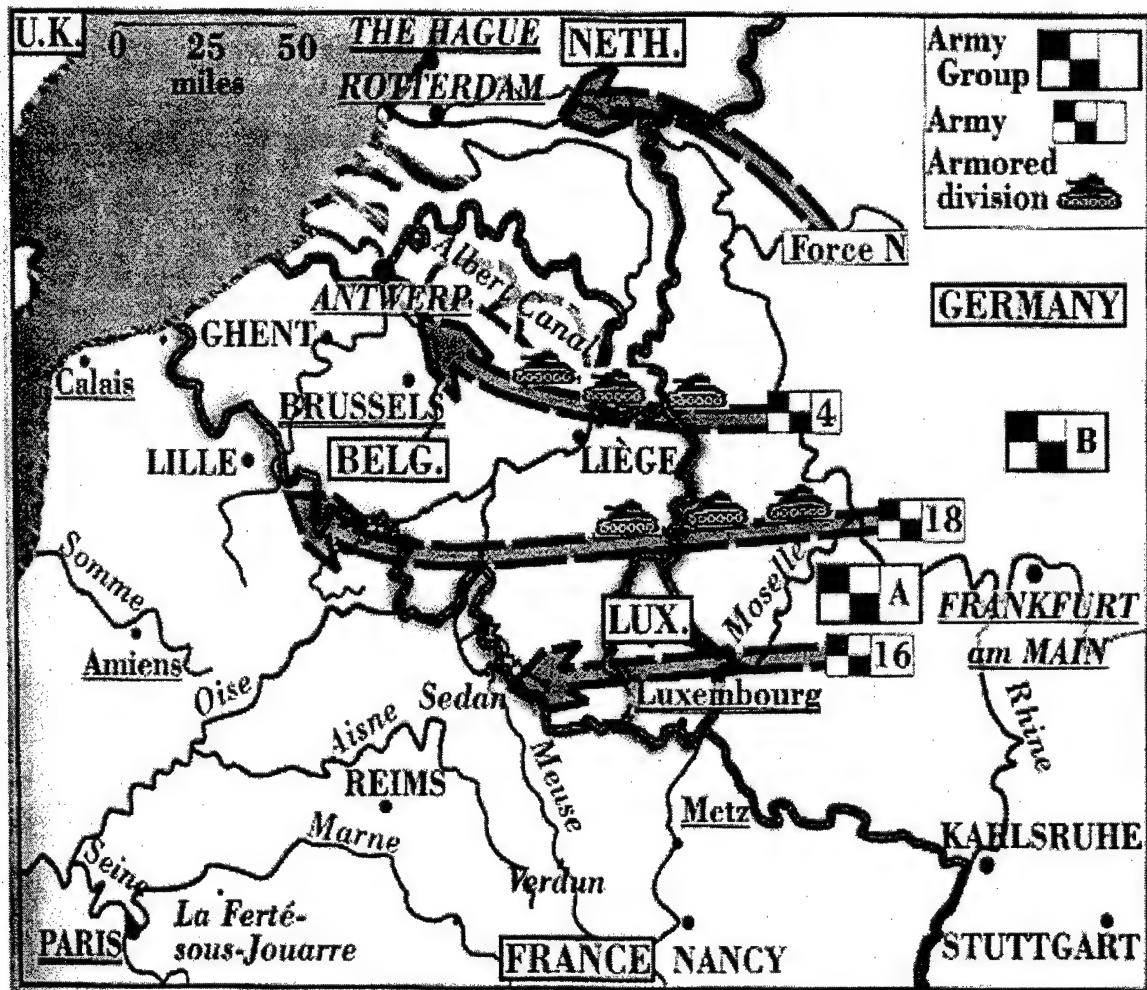 U.K.
0 25 50
miles
THE HAGUE
ROTTERDAM
NETH.
Army
Group
Army
Armored
division
Force N
GERMANY
Albert Canal
ANTWERP
GHENT
Calais
BRUSSELS
4
B
LILLE
BELG.
LIÈGE
18
Somme
Moselle
A
FRANKFURT
am MAIN
LUX.
16
Amiens
Oise
Sedan
Luxembourg
Rhine
Aisne
REIMS
Meuse
Metz
Marne
KAHLSRUHE
Seine
Verdun
La Ferté-
sous-Jouarre
PARIS
FRANCE
NANCY
STUTTGART